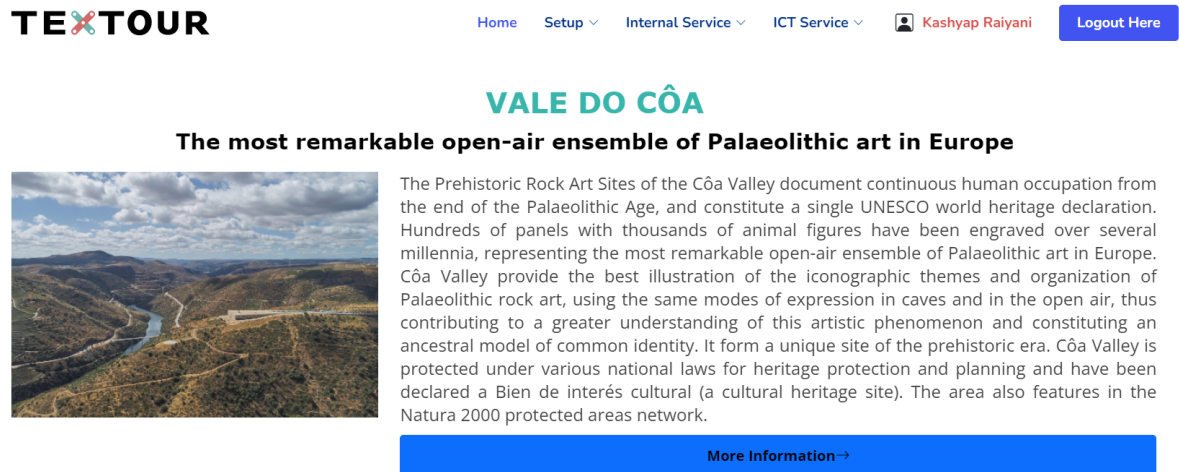 TEXTOUR
Home Setup Internal Service ICT Service Kashyap Raiyani Logout Here
VALE DO CÔA
The most remarkable open-air ensemble of Palaeolithic art in Europe
The Prehistoric Rock Art Sites of the Côa Valley document continuous human occupation from
the end of the Palaeolithic Age, and constitute a single UNESCO world heritage declaration.
Hundreds of panels with thousands of animal figures have been engraved over several
millennia, representing the most remarkable open-air ensemble of Palaeolithic art in Europe.
Côa Valley provide the best illustration of the iconographic themes and organization of
Palaeolithic rock art, using the same modes of expression in caves and in the open air, thus
contributing to a greater understanding of this artistic phenomenon and constituting an
ancestral model of common identity. It form a unique site of the prehistoric era. Côa Valley is
protected under various national laws for heritage protection and planning and have been
declared a Bien de interés cultural (a cultural heritage site). The area also features in the
Natura 2000 protected areas network.
More Information→